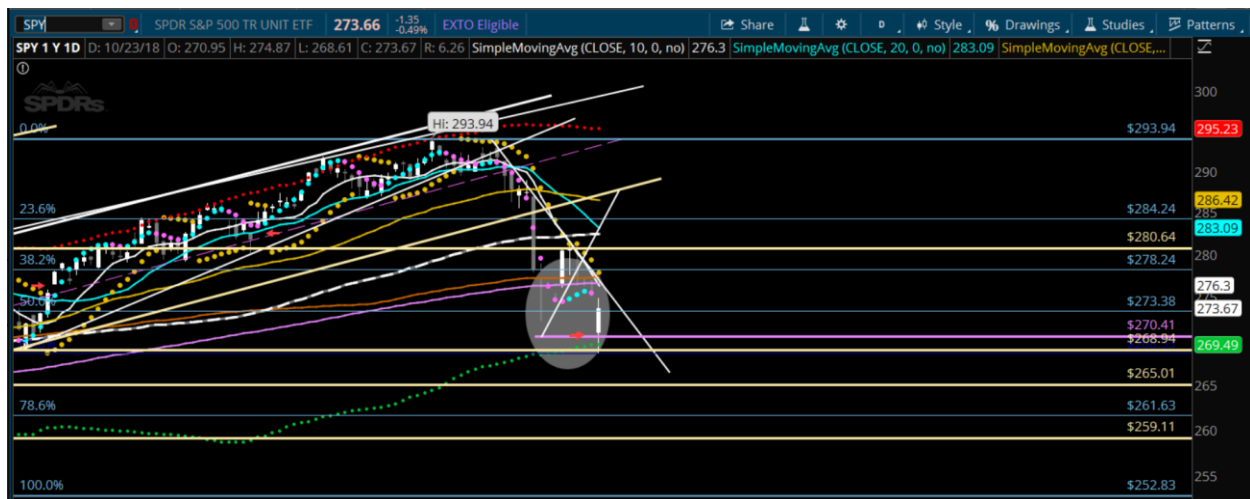 SPY SPDR S&P 500 TR UNIT ETF 273.66 -1.35 -0.49% EXTO Eligible Share D Style Drawings Studies Patterns
SPY 1 Y 1D D: 10/23/18 O: 270.95 H: 274.87 L: 268.61 C: 273.67 R: 6.26 SimpleMovingAvg (CLOSE, 10, 0, no) 276.3 SimpleMovingAvg (CLOSE, 20, 0, no) 283.09 SimpleMovingAvg (CLOSE,...
SPDRs
300
Hi: 293.94
0.0% $293.94 295.23
290
23.6% $284.24 286.42
285
283.09
$280.64 280
38.2% $278.24
276.3
275
50.0% $273.38 273.67
$270.41
$268.94 269.49
$265.01 265
78.6% $261.63
$259.11 260
255
100.0% $252.83